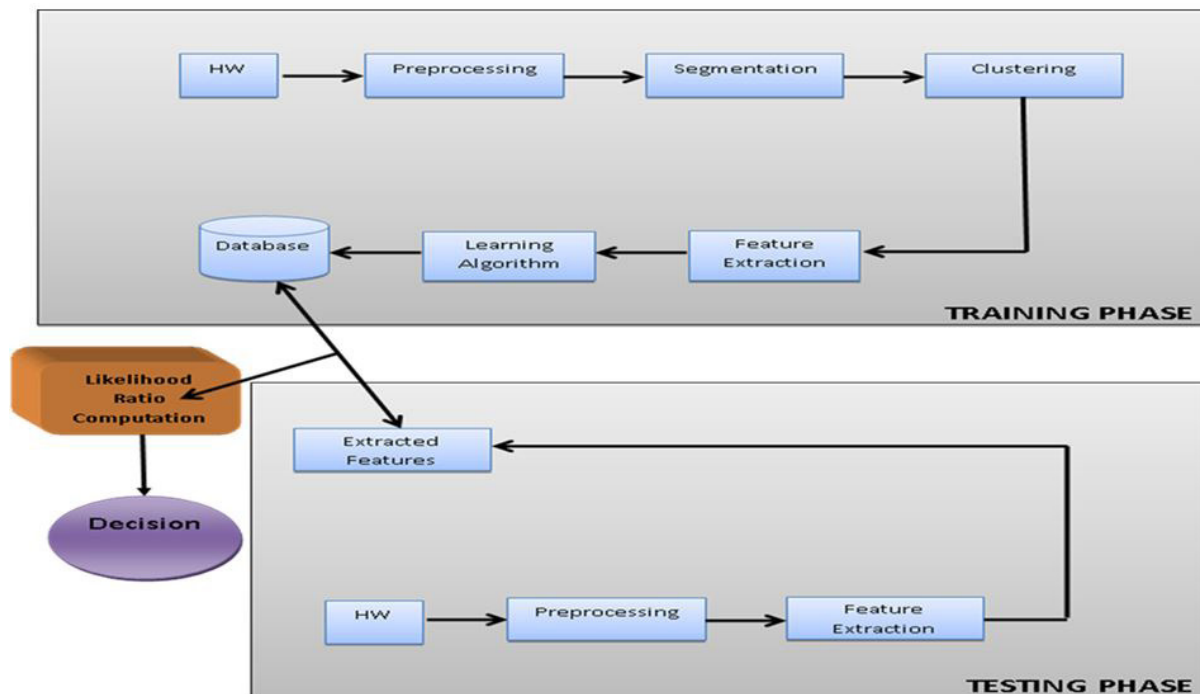 HW
Preprocessing
Segmentation
Clustering
Database
Learning
Algorithm
Feature
Extraction
TRAINING PHASE
Likelihood
Ratio
Computation
Decision
Extracted
Features
HW
Preprocessing
Feature
Extraction
TESTING PHASE